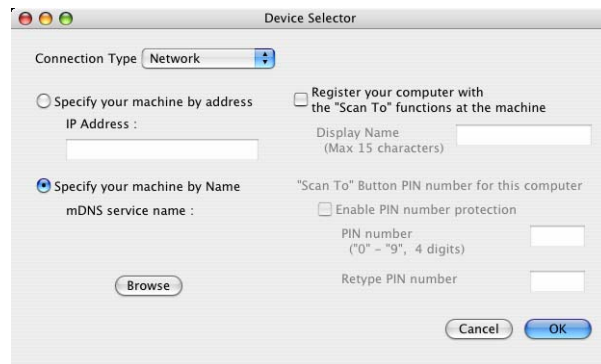 Device Selector
Connection Type Network
Specify your machine by address
IP Address :
Specify your machine by Name
mDNS service name :
Browse
Register your computer with
the "Scan To" functions at the machine
Display Name
(Max 15 characters)
"Scan To" Button PIN number for this computer
Enable PIN number protection
PIN number
("0" - "9", 4 digits)
Retype PIN number
Cancel OK